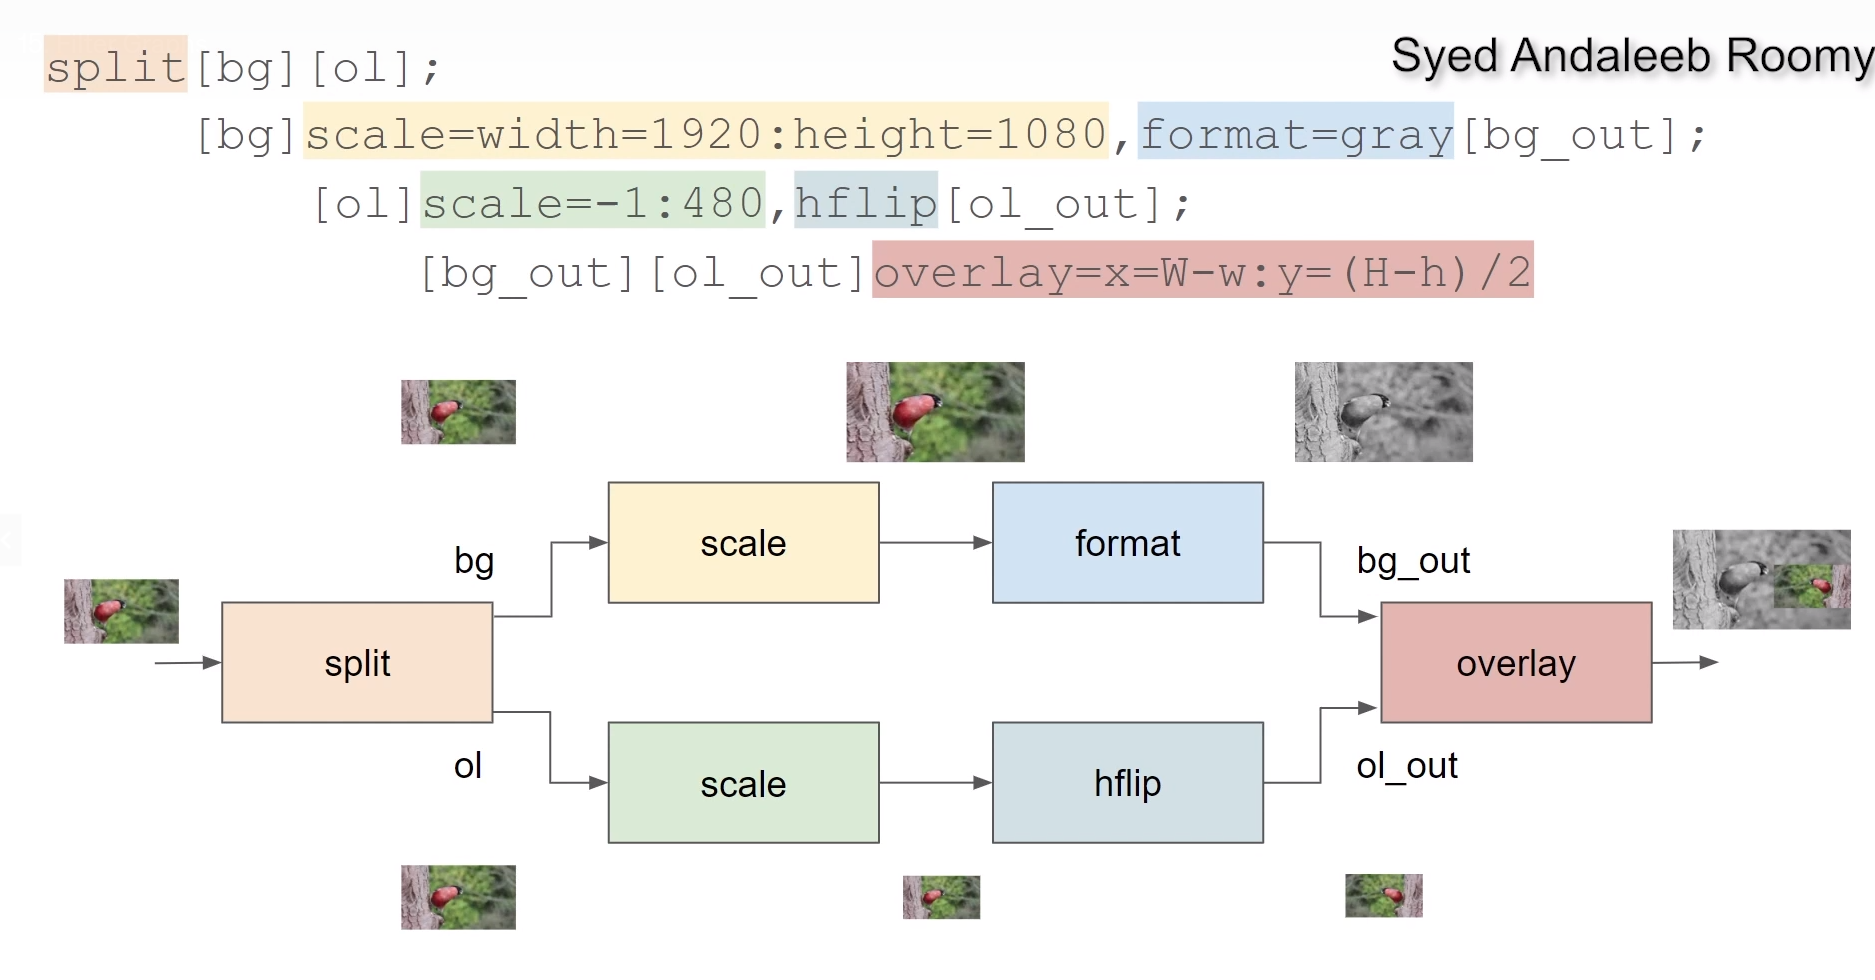 split[bg][ol];
Syed Andaleeb Roomy
[bg]scale=width=1920:height=1080,format=gray[bg_out];
[ol]scale=-1:480,hflip[ol_out];
[bg_out][ol_out]overlay=x=W-w:y=(H-h)/2
bg
scale
format
bg_out
split
overlay
ol
scale
hflip
ol_out